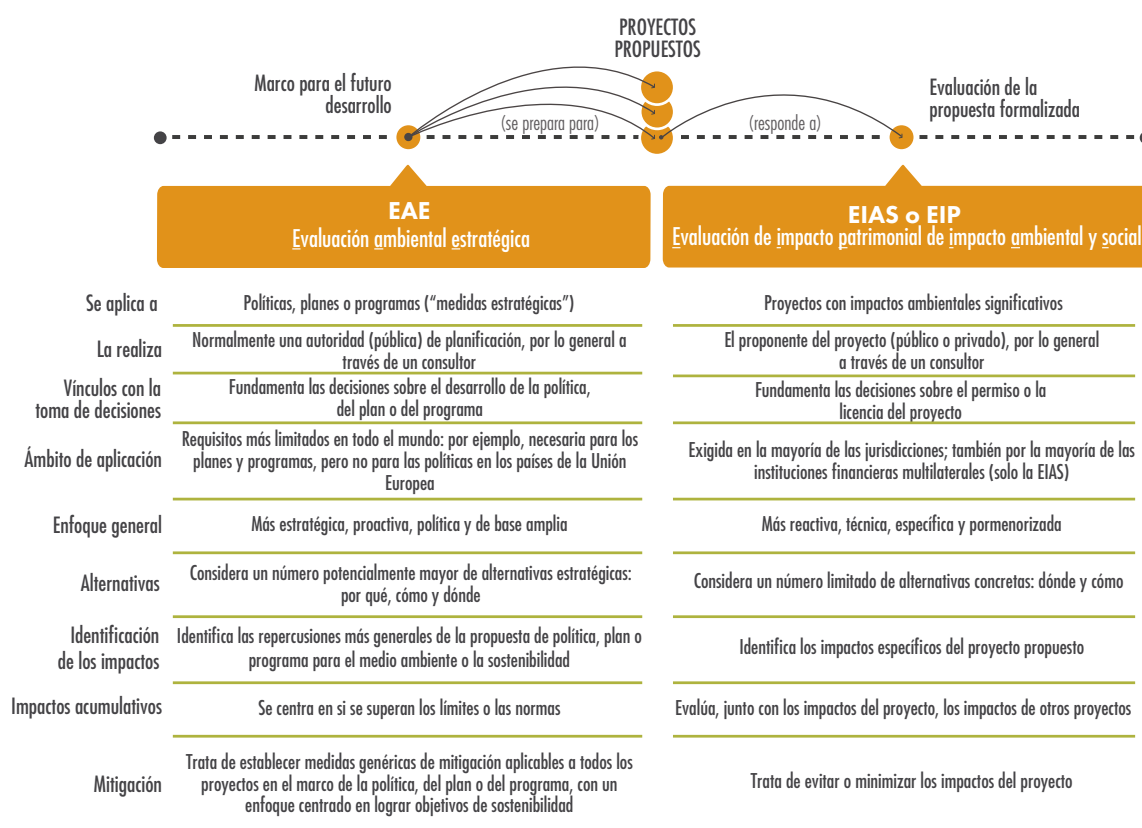 PROYECTOS
PROPUESTOS
Marco para el futuro
desarrollo
Evaluación de la
propuesta formalizada
(se prepara para)
(responde a)
EAE
Evaluación ambiental estratégica
EIAS o EIP
Evaluación de impacto patrimonial de impacto ambiental y social
Se aplica a
Políticas, planes o programas (“medidas estratégicas”)
Proyectos con impactos ambientales significativos
La realiza
Normalmente una autoridad (pública) de planificación, por lo general a
través de un consultor
El proponente del proyecto (público o privado), por lo general
a través de un consultor
Vínculos con la
toma de decisiones
Fundamenta las decisiones sobre el desarrollo de la política,
del plan o del programa
Fundamenta las decisiones sobre el permiso o la
licencia del proyecto
Ámbito de aplicación
Requisitos más limitados en todo el mundo: por ejemplo, necesaria para los
planes y programas, pero no para las políticas en los países de la Unión
Europea
Exigida en la mayoría de las jurisdicciones; también por la mayoría de las
instituciones financieras multilaterales (solo la EIAS)
Enfoque general
Más estratégica, proactiva, política y de base amplia
Más reactiva, técnica, específica y pormenorizada
Alternativas
Considera un número potencialmente mayor de alternativas estratégicas:
por qué, cómo y dónde
Considera un número limitado de alternativas concretas: dónde y cómo
Identificación
de los impactos
Identifica las repercusiones más generales de la propuesta de política, plan o
programa para el medio ambiente o la sostenibilidad
Identifica los impactos específicos del proyecto propuesto
Impactos acumulativos
Se centra en si se superan los límites o las normas
Evalúa, junto con los impactos del proyecto, los impactos de otros proyectos
Mitigación
Trata de establecer medidas genéricas de mitigación aplicables a todos los
proyectos en el marco de la política, del plan o del programa, con un
enfoque centrado en lograr objetivos de sostenibilidad
Trata de evitar o minimizar los impactos del proyecto